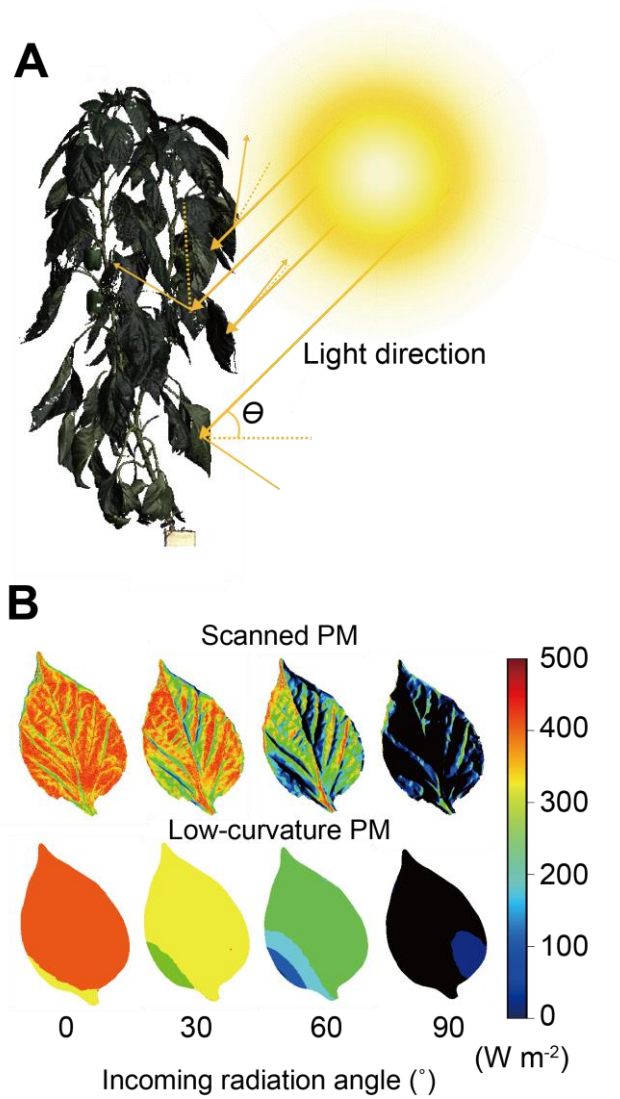 A
Light direction
ϴ
B
Scanned PM
500
400
300
200
100
0
Low-curvature PM
0 30 60 90
(W m-2)
Incoming radiation angle (°)